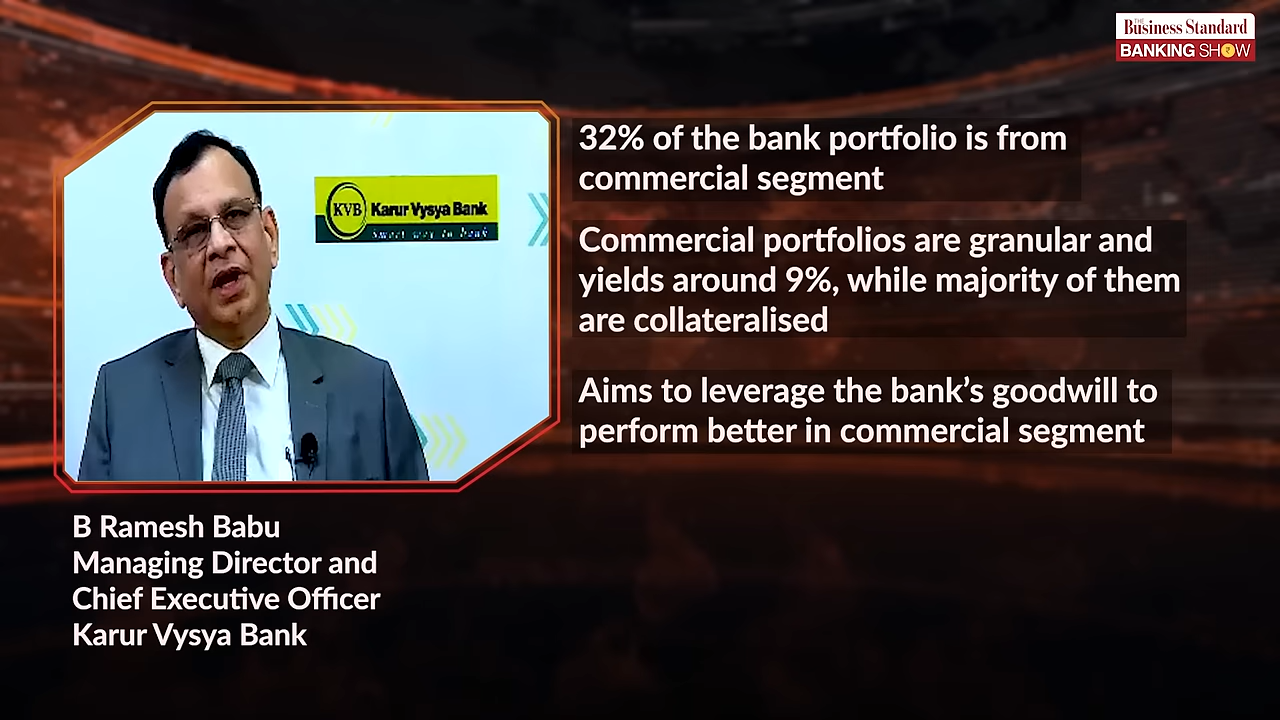 THE
Business Standard
BANKING SHOW
32% of the bank portfolio is from
commercial segment
KVB Karur Vysya Bank
Smart way to bank
Commercial portfolios are granular and
yields around 9%, while majority of them
are collateralised
Aims to leverage the bank’s goodwill to
perform better in commercial segment
B Ramesh Babu
Managing Director and
Chief Executive Officer
Karur Vysya Bank